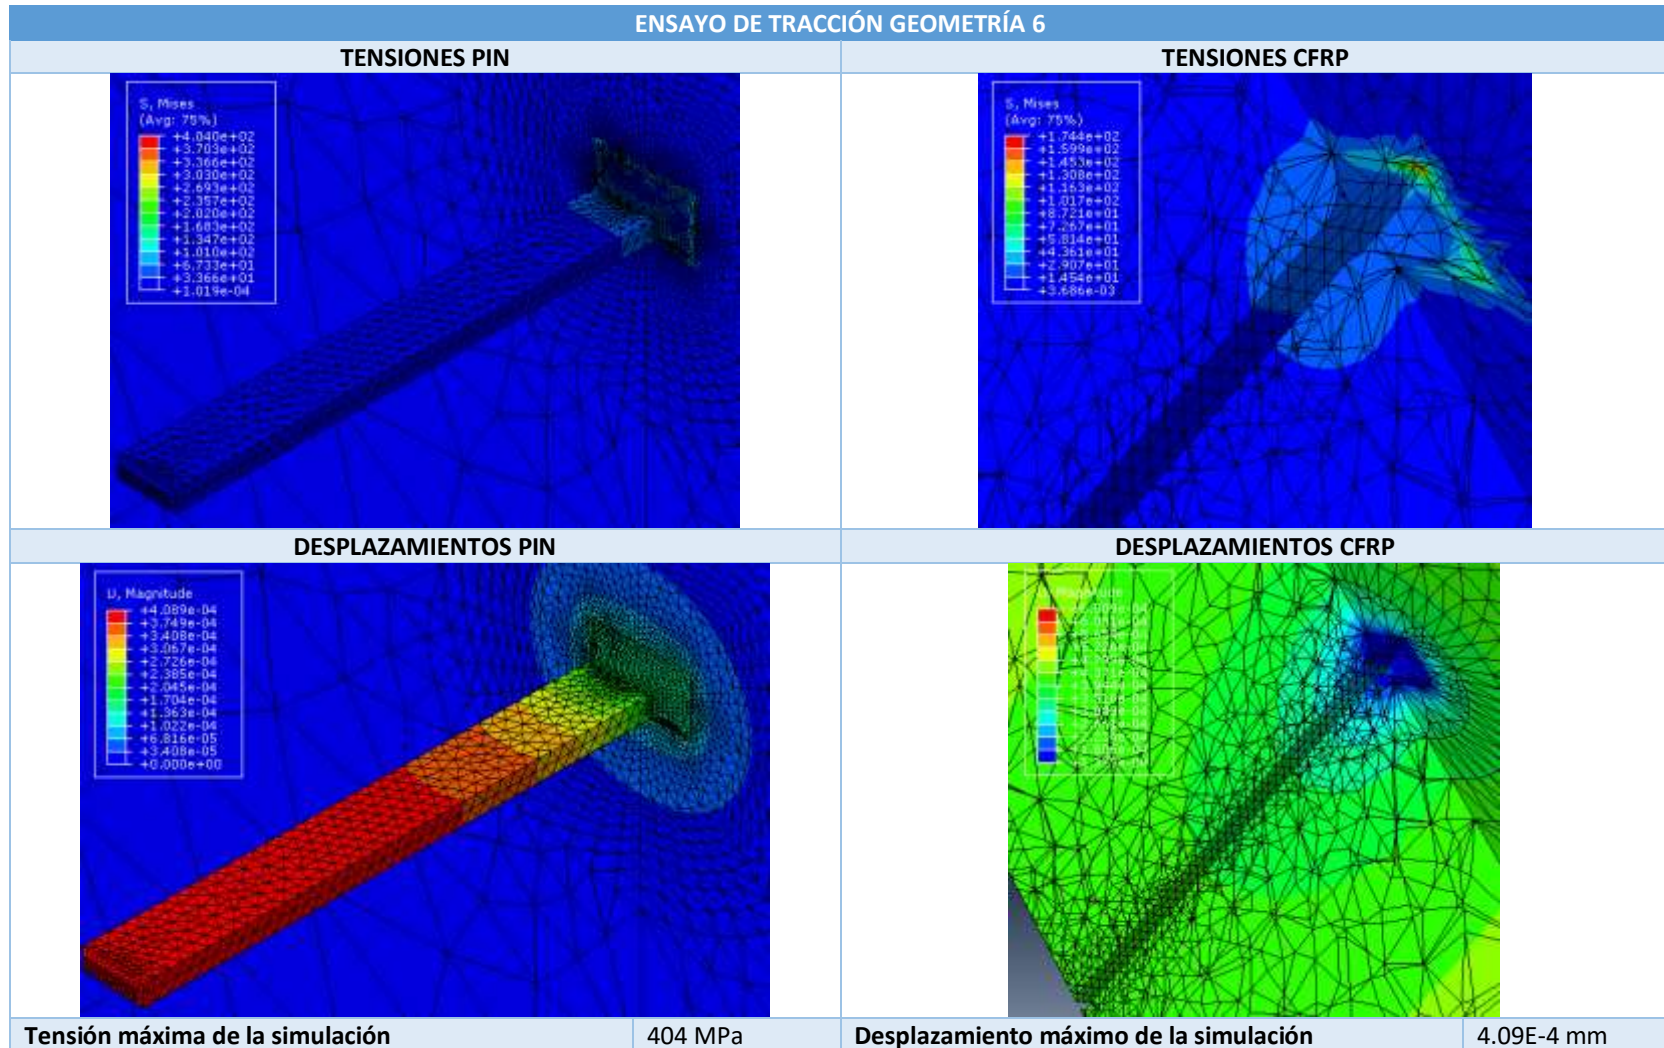 ENSAYO DE TRACCIÓN GEOMETRÍA 6
TENSIONES PIN
TENSIONES CFRP
S, Mises
(Avg: 75%)
+4.040e+02
+3.703e+02
+3.366e+02
+3.030e+02
+2.693e+02
+2.357e+02
+2.020e+02
+1.683e+02
+1.347e+02
+1.010e+02
+6.733e+01
+3.366e+01
+1.019e-04
S, Mises
(Avg: 75%)
+1.744e+02
+1.599e+02
+1.453e+02
+1.308e+02
+1.163e+02
+1.017e+02
+8.721e+01
+7.267e+01
+5.814e+01
+4.361e+01
+2.907e+01
+1.454e+01
+3.686e-03
DESPLAZAMIENTOS PIN
DESPLAZAMIENTOS CFRP
U, Magnitude
+4.089e-04
+3.749e-04
+3.408e-04
+3.067e-04
+2.726e-04
+2.385e-04
+2.045e-04
+1.704e-04
+1.363e-04
+1.022e-04
+6.816e-05
+3.408e-05
+0.000e+00
Tensión máxima de la simulación
404 MPa
Desplazamiento máximo de la simulación
4.09E-4 mm